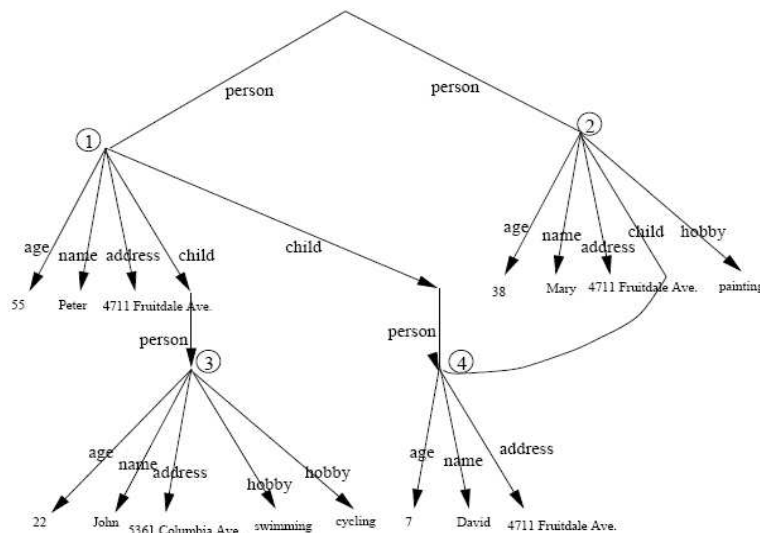 person
person
1
2
age
name
address
child
child
age
name
address
child
hobby
55
Peter
4711 Fruitdale Ave.
38
Mary
4711 Fruitdale Ave.
painting
person
person
3
4
age
name
address
hobby
hobby
age
name
address
22
John
5361 Columbia Ave
swimming
cycling
7
David
4711 Fruitdale Ave.